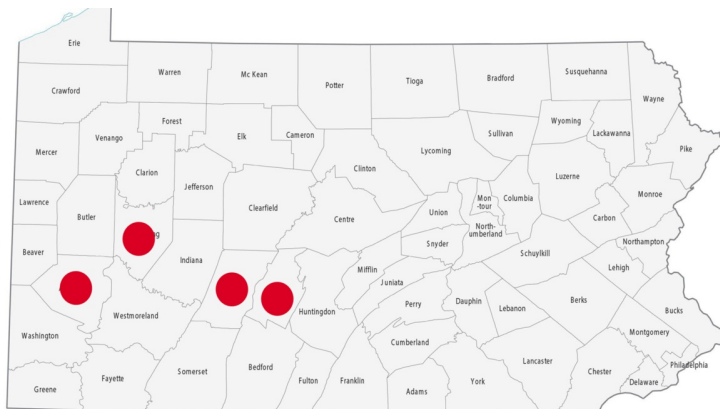 Erie
Warren
Mc Kean
Susquehanna
Crawford
Potter
Tioga
Bradford
Wayne
Forest
Wyoming
Venango
Elk
Cameron
Sullivan
Lackawanna
Mercer
Lycoming
Pike
Clarion
Clinton
Luzerne
Jefferson
Monroe
Lawrence
Clearfield
Mon
-tour
Columbia
Butler
Centre
Union
Carbon
North-
umberland
Northampton
Snyder
Beaver
Schuylkill
Indiana
Mifflin
Lehigh
Juniata
Berks
Perry
Dauphin
Lebanon
Bucks
Westmoreland
Huntingdon
Montgomery
Washington
Cumberland
Lancaster
Philadelphia
Somerset
Bedford
Chester
Greene
Fayette
Fulton
Franklin
York
Delaware
Adams